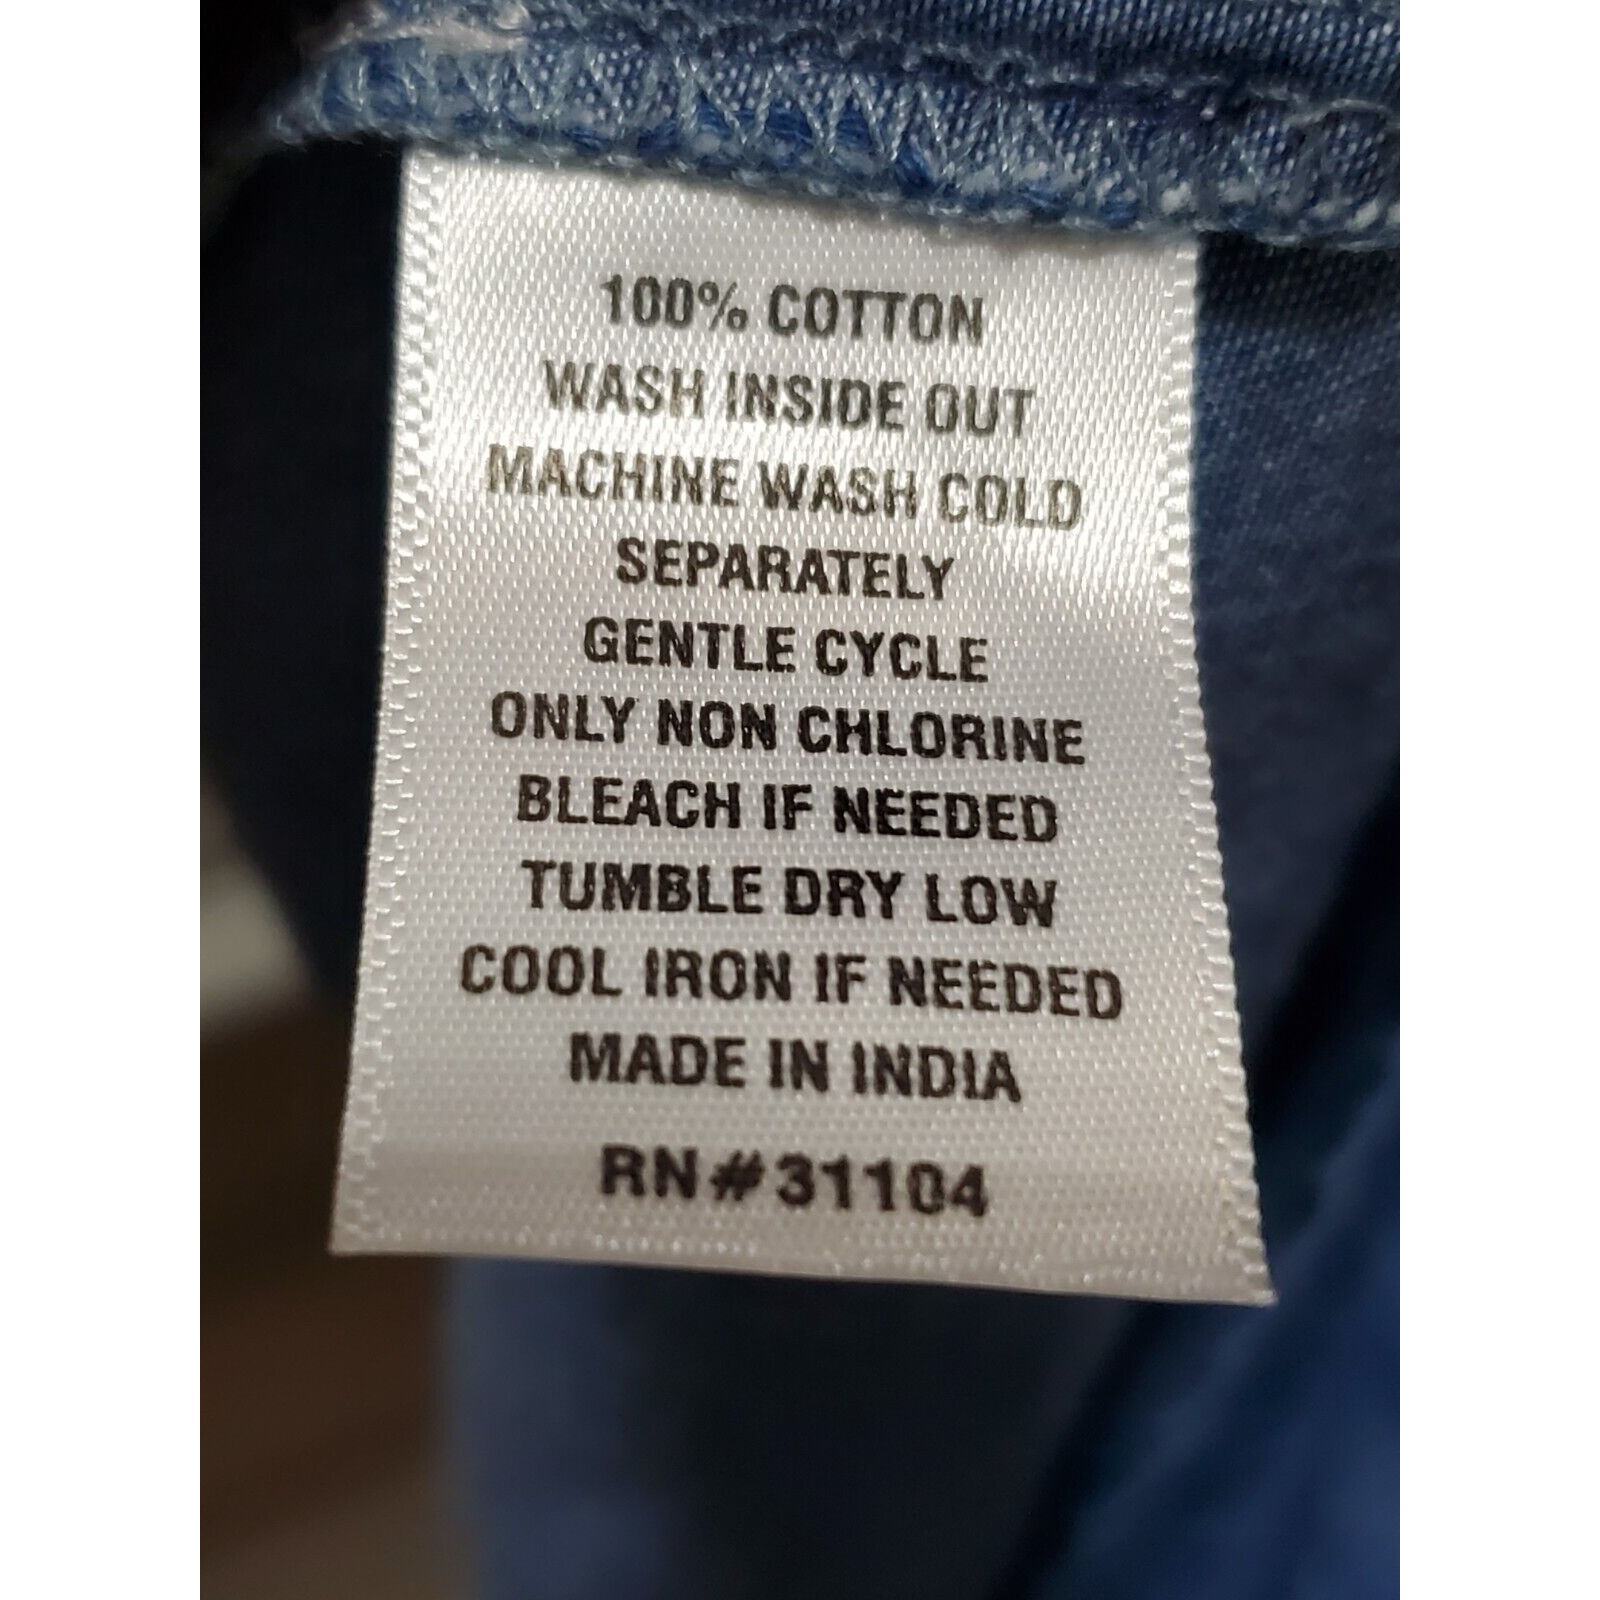 100% COTTON
WASH INSIDE OUT
MACHINE WASH COLD
SEPARATELY
GENTLE CYCLE
ONLY NON CHLORINE
BLEACH IF NEEDED
TUMBLE DRY LOW
COOL IRON IF NEEDED
MADE IN INDIA
RN#31104